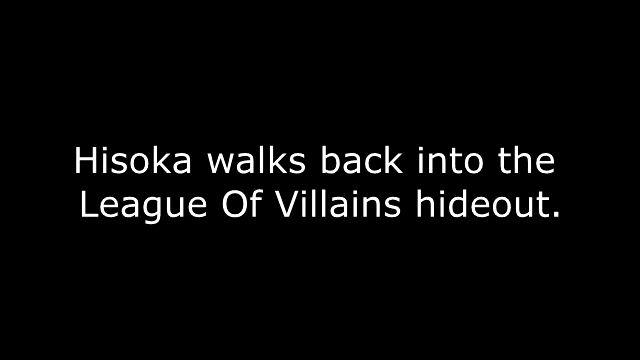 Hisoka walks back into the
League Of Villains hideout.